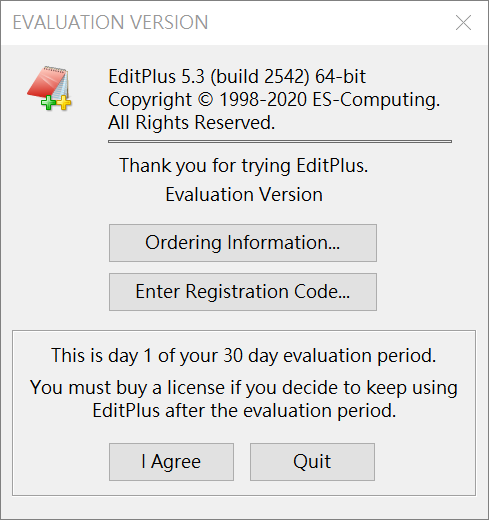 EVALUATION VERSION
EditPlus 5.3 (build 2542) 64-bit
Copyright © 1998-2020 ES-Computing.
All Rights Reserved.
Thank you for trying EditPlus.
Evaluation Version
Ordering Information...
Enter Registration Code...
This is day 1 of your 30 day evaluation period.
You must buy a license if you decide to keep using
EditPlus after the evaluation period.
I Agree
Quit